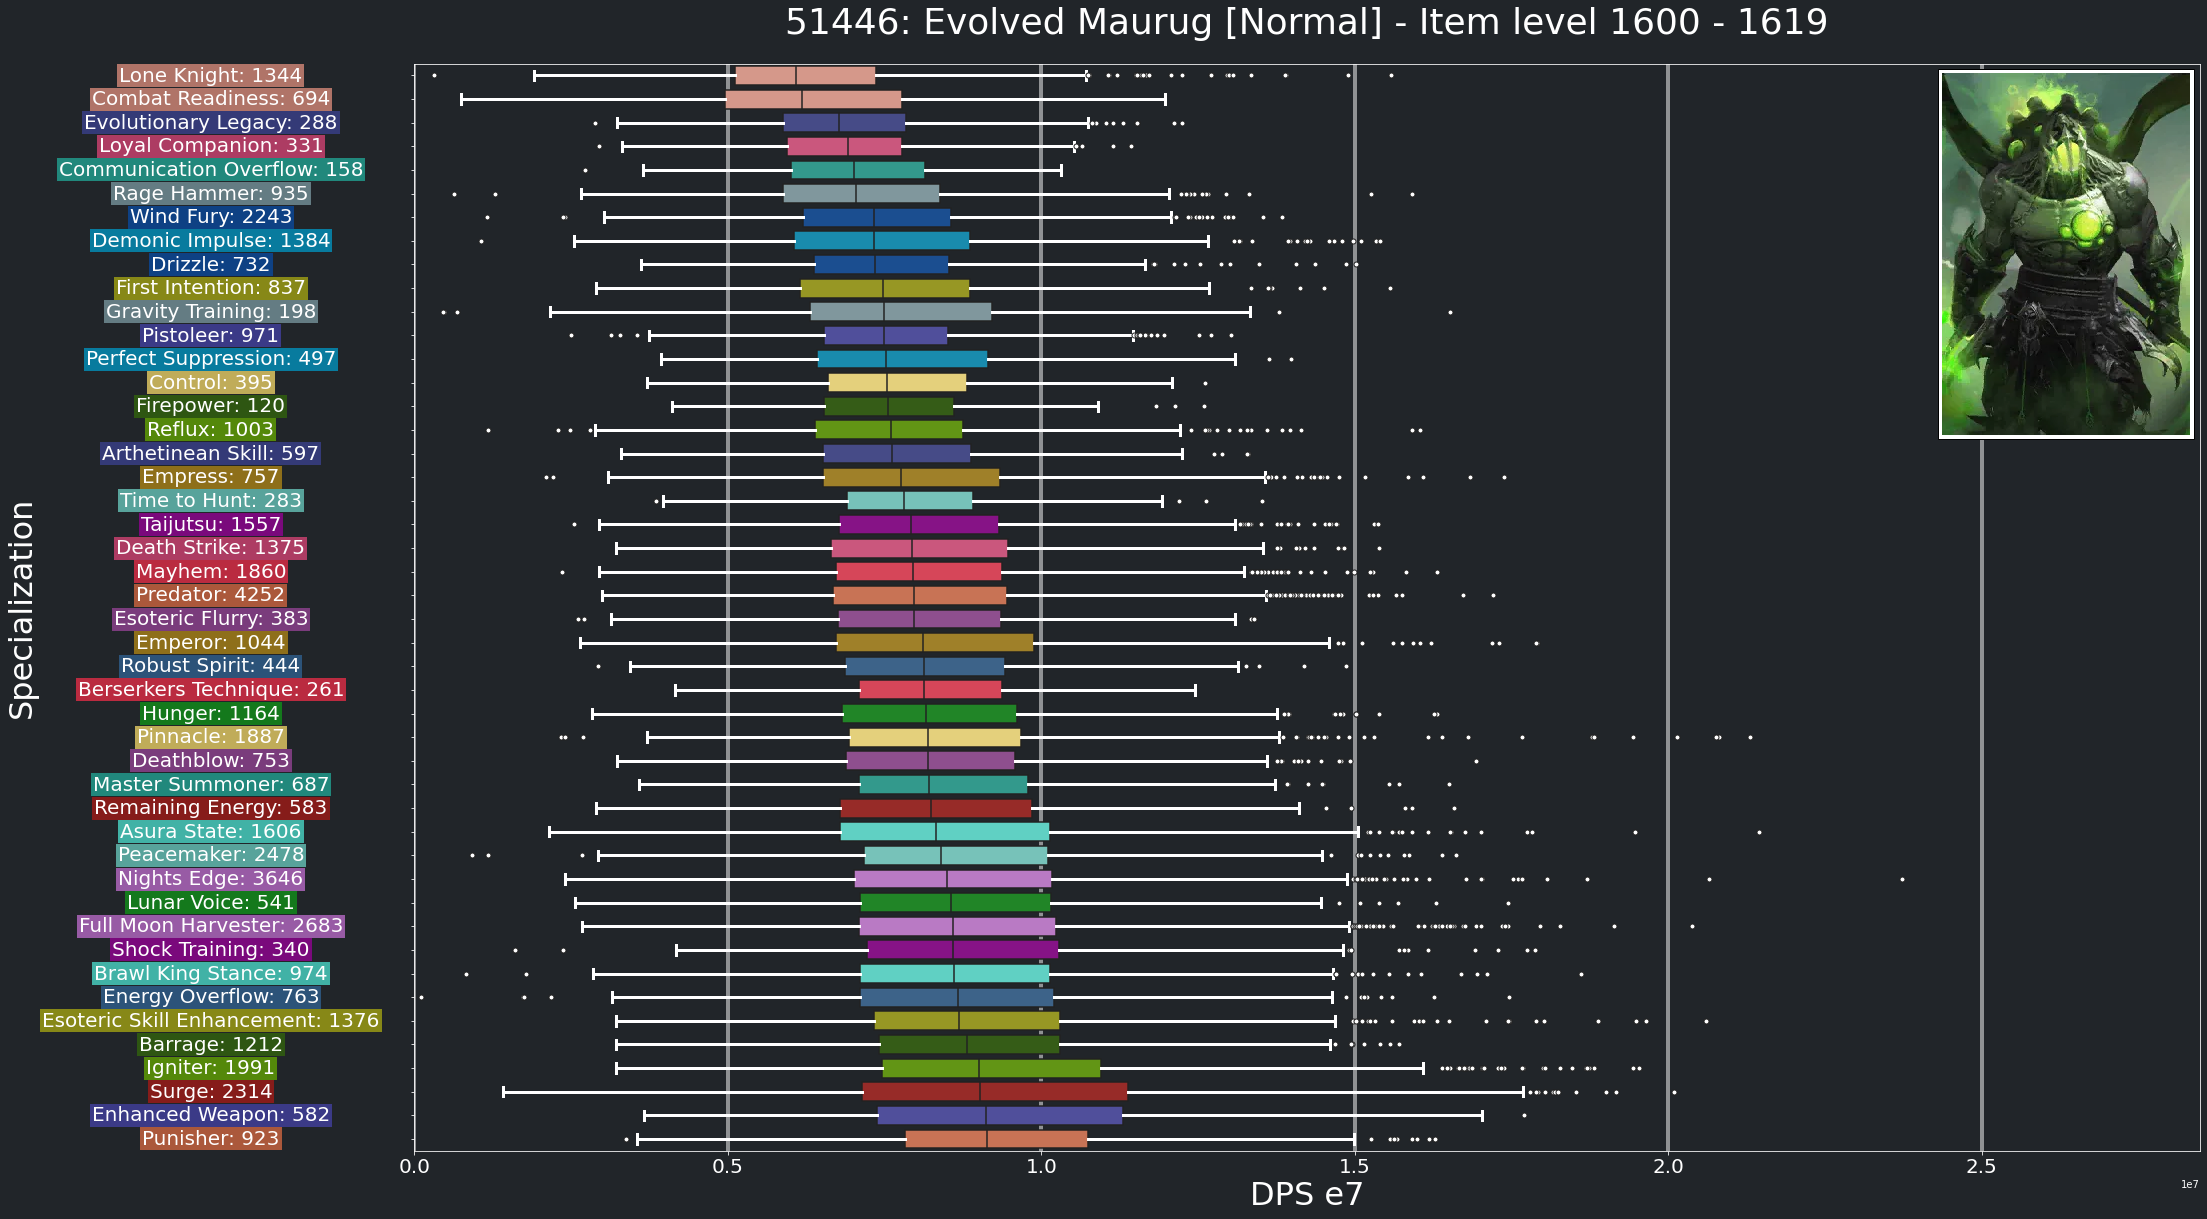 51446: Evolved Maurug [Normal] - Item level 1600 - 1619
Lone Knight: 1344
Combat Readiness: 694
Evolutionary Legacy: 288
Loyal Companion: 331
Communication Overflow: 158
Rage Hammer: 935
Wind Fury: 2243
Demonic Impulse: 1384
Drizzle: 732
First Intention: 837
Gravity Training: 198
Pistoleer: 971
Perfect Suppression: 497
Control: 395
Firepower: 120
Reflux: 1003
Arthetinean Skill: 597
Empress: 757
Time to Hunt: 283
Taijutsu: 1557
Death Strike: 1375
Mayhem: 1860
Predator: 4252
Esoteric Flurry: 383
Emperor: 1044
Robust Spirit: 444
Berserkers Technique: 261
Hunger: 1164
Pinnacle: 1887
Deathblow: 753
Master Summoner: 687
Remaining Energy: 583
Asura State: 1606
Peacemaker: 2478
Nights Edge: 3646
Lunar Voice: 541
Full Moon Harvester: 2683
Shock Training: 340
Brawl King Stance: 974
Energy Overflow: 763
Esoteric Skill Enhancement: 1376
Barrage: 1212
Igniter: 1991
Surge: 2314
Enhanced Weapon: 582
Punisher: 923
Specialization
0.0 0.5 1.0 1.5 2.0 2.5
DPS e7
1e7